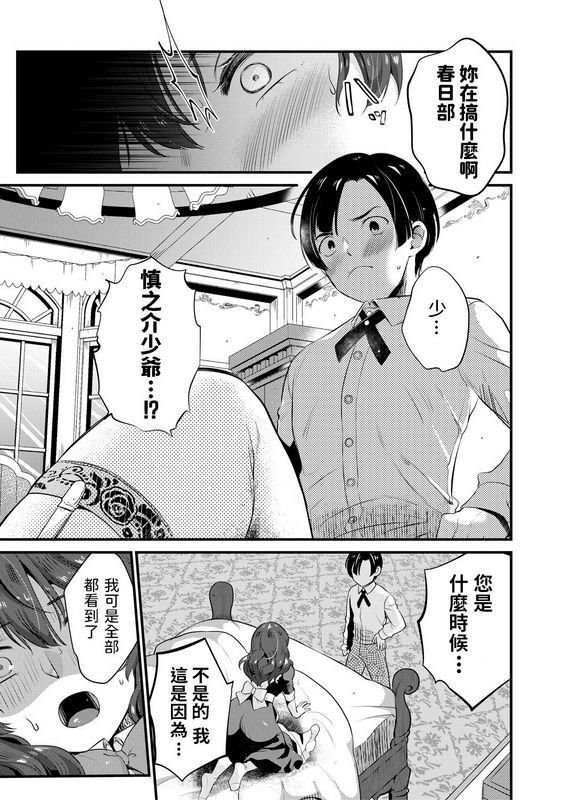 妳在搞什麼啊
春日部
少…
慎之介少爺…!?
您是
什麼時候…
不是的 我
這是因為…
我可是全部
都看到了